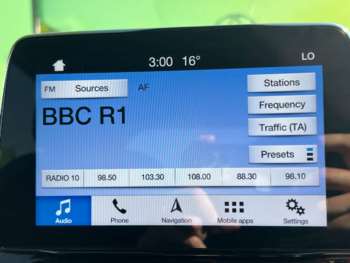 3:00 16° LO
FM Sources AF Stations
BBC R1
Frequency
Traffic (TA)
Presets
RADIO 10 98.50 103.30 108.00 88.30 98.10
Audio Phone Navigation Mobile apps Settings